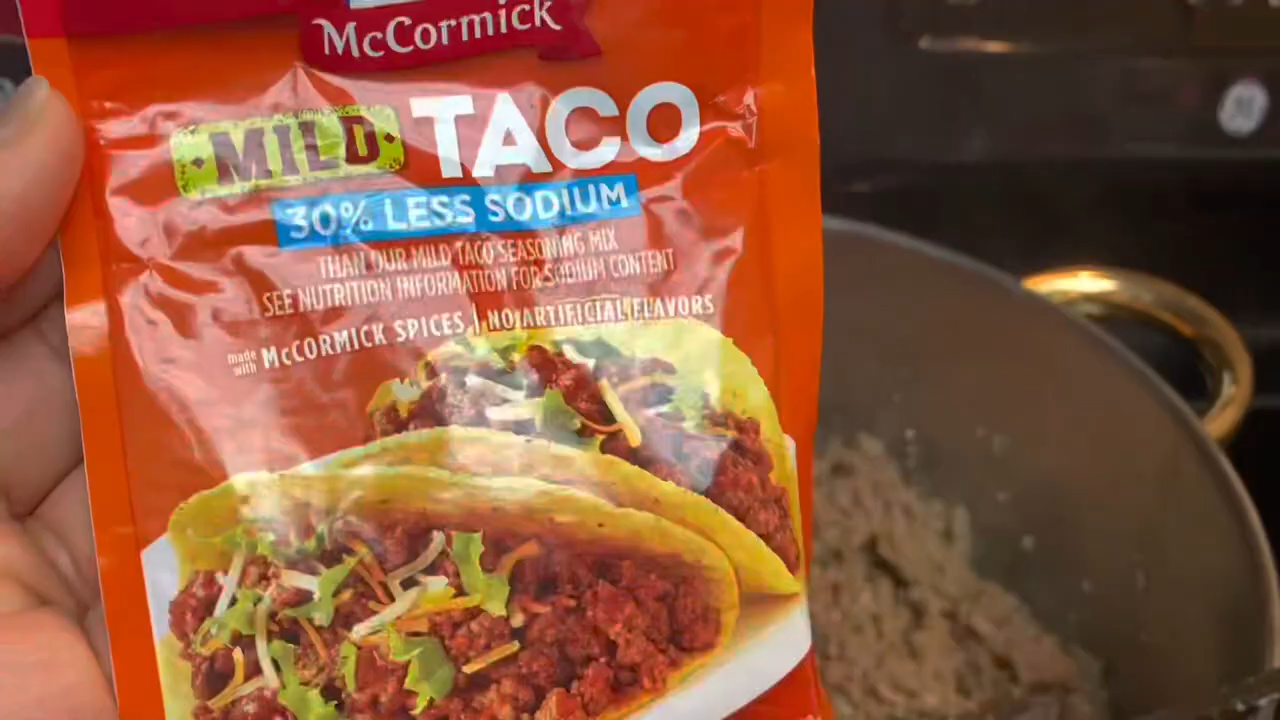 McCormick
MILD TACO
30% LESS SODIUM
THAN OUR MILD TACO SEASONING MIX
SEE NUTRITION INFORMATION FOR SODIUM CONTENT
made with McCORMICK SPICES | NO ARTIFICIAL FLAVORS